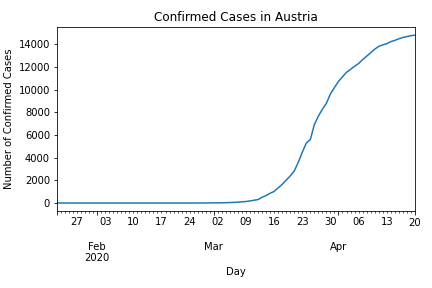 Confirmed Cases in Austria
Number of Confirmed Cases
14000
12000
10000
8000
6000
4000
2000
0
27 03 10 17 24 02 09 16 23 30 06 13 20
Feb Mar Apr
2020
Day